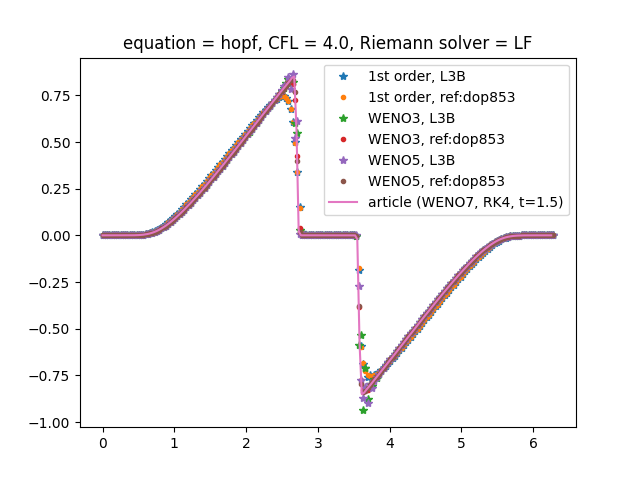 equation = hopf, CFL = 4.0, Riemann solver = LF
1st order, L3B
1st order, ref:dop853
WENO3, L3B
WENO3, ref:dop853
WENO5, L3B
WENO5, ref:dop853
article (WENO7, RK4, t=1.5)
0.75
0.50
0.25
0.00
−0.25
−0.50
−0.75
−1.00
0 1 2 3 4 5 6